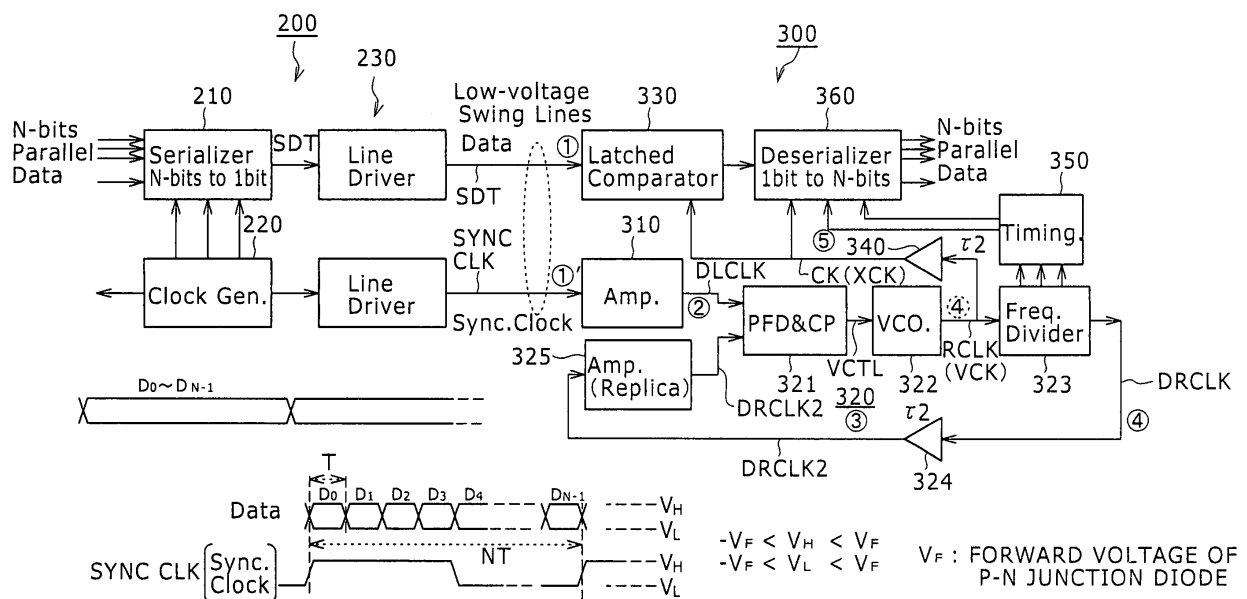 200
300
230
210
330
360
Low-voltage
Swing Lines
N-bits
Parallel
Data
Serializer
N-bits to 1bit
SDT
Line
Driver
Data
SDT
①
Latched
Comparator
Deserializer
1bit to N-bits
N-bits
Parallel
Data
350
Timing.
220
Clock Gen.
Line
Driver
SYNC
CLK
①'
Sync.Clock
310
Amp.
②
DLCLK
⑤
340
τ2
CK(XCK)
PFD&CP
321
VCTL
VCO.
322
④
RCLK
(VCK)
Freq.
Divider
323
325
Amp.
(Replica)
DRCLK2
320
③
τ2
DRCLK
④
DRCLK2
324
D0~DN-1
T
Data
D0 D1 D2 D3 D4 DN-1
VH
VL
NT
SYNC CLK
Sync.
Clock
VH
VL
-VF < VH < VF
-VF < VL < VF
VF : FORWARD VOLTAGE OF
P-N JUNCTION DIODE